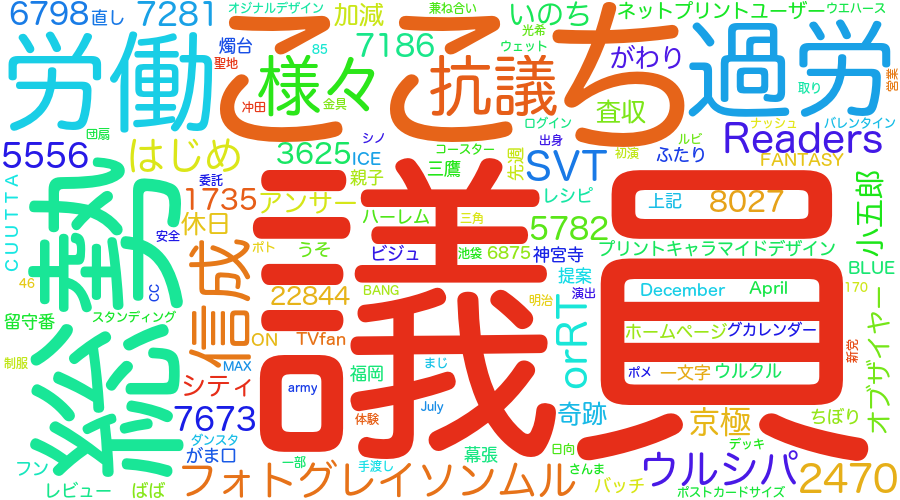 6798
直し
7281
オジナルデザイン
加減
兼ね合い
いのち
ネットプリントユーザー
ウエハース
労働
燭台
聖地
85
7186
光希
ウェット
がわり
過労
営業
こ
こ
ち
様々
抗議
沖田
金具
査収
取り
団扇
ログイン
出身
初演
ルビ
ナッシュ
バレンタイン
Readers
5556
はじめ
3625
シノ
ICE
コースター
三鷹
先週
SVT
ふたり
FANTASY
委託
親子
CUUTTA
総勢
1735
アンサー
休日
ハーレム
三角
レシピ
上記
8027
小五郎
安全
信成
ポト
うそ
ビジュ
池袋
6875
5782
神宮寺
プリントキャラマイドデザイン
議員
46
CC
22844
BANG
明治
提案
演出
December
April
BLUE
170
留守番
スタンディング
ON
TVfan
orRT
ホームページ
グカレンダー
新党
オブザイヤー
制服
MAX
福岡
まじ
ポメ
一文字
ウルクル
シティ
army
7673
体験
July
奇跡
京極
ちぼり
ダンスタ
がま口
幕張
日向
デッキ
フン
フォトグレイソンムル
一部
手渡し
さんま
ウルシパ
2470
レビュー
ばば
バッチ
ポストカードサイズ